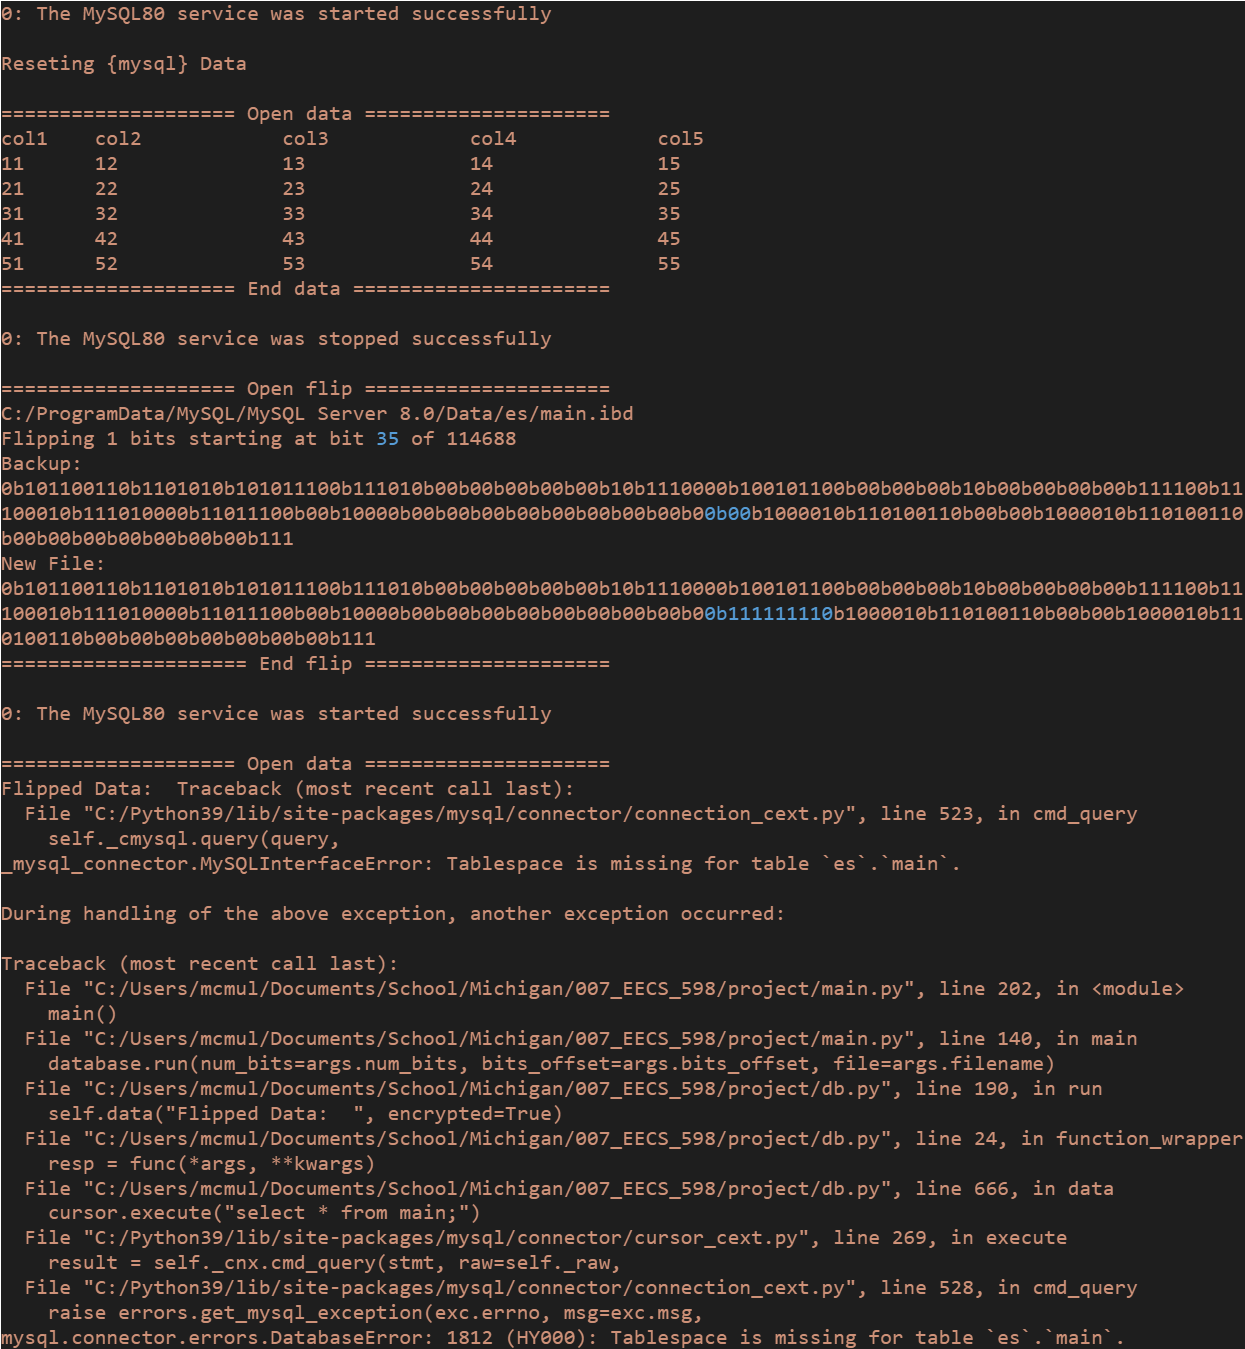 0: The MySQL80 service was started successfully
Reseting {mysql} Data
==================== Open data =====================
col1    col2            col3            col4            col5
11      12              13              14              15
21      22              23              24              25
31      32              33              34              35
41      42              43              44              45
51      52              53              54              55
==================== End data ======================
0: The MySQL80 service was stopped successfully
==================== Open flip =====================
C:/ProgramData/MySQL/MySQL Server 8.0/Data/es/main.ibd
Flipping 1 bits starting at bit 35 of 114688
Backup:
0b101100110b1101010b101011100b111010b00b00b00b00b00b10b1110000b100101100b00b00b00b10b00b00b00b00b111100b11
100010b111010000b11011100b00b10000b00b00b00b00b00b00b00b00b00b00b1000010b110100110b00b00b1000010b110100110
b00b00b00b00b00b00b00b111
New File:
0b101100110b1101010b101011100b111010b00b00b00b00b00b10b1110000b100101100b00b00b00b10b00b00b00b00b111100b11
100010b111010000b11011100b00b10000b00b00b00b00b00b00b00b00b00b111111110b1000010b110100110b00b00b1000010b11
0100110b00b00b00b00b00b00b00b111
===================== End flip =====================
0: The MySQL80 service was started successfully
==================== Open data =====================
Flipped Data:  Traceback (most recent call last):
  File "C:/Python39/lib/site-packages/mysql/connector/connection_cext.py", line 523, in cmd_query
    self._cmysql.query(query,
_mysql_connector.MySQLInterfaceError: Tablespace is missing for table `es`.`main`.
During handling of the above exception, another exception occurred:
Traceback (most recent call last):
  File "C:/Users/mcmul/Documents/School/Michigan/007_EECS_598/project/main.py", line 202, in <module>
    main()
  File "C:/Users/mcmul/Documents/School/Michigan/007_EECS_598/project/main.py", line 140, in main
    database.run(num_bits=args.num_bits, bits_offset=args.bits_offset, file=args.filename)
  File "C:/Users/mcmul/Documents/School/Michigan/007_EECS_598/project/db.py", line 190, in run
    self.data("Flipped Data:  ", encrypted=True)
  File "C:/Users/mcmul/Documents/School/Michigan/007_EECS_598/project/db.py", line 24, in function_wrapper
    resp = func(*args, **kwargs)
  File "C:/Users/mcmul/Documents/School/Michigan/007_EECS_598/project/db.py", line 666, in data
    cursor.execute("select * from main;")
  File "C:/Python39/lib/site-packages/mysql/connector/cursor_cext.py", line 269, in execute
    result = self._cnx.cmd_query(stmt, raw=self._raw,
  File "C:/Python39/lib/site-packages/mysql/connector/connection_cext.py", line 528, in cmd_query
    raise errors.get_mysql_exception(exc.errno, msg=exc.msg,
mysql.connector.errors.DatabaseError: 1812 (HY000): Tablespace is missing for table `es`.`main`.